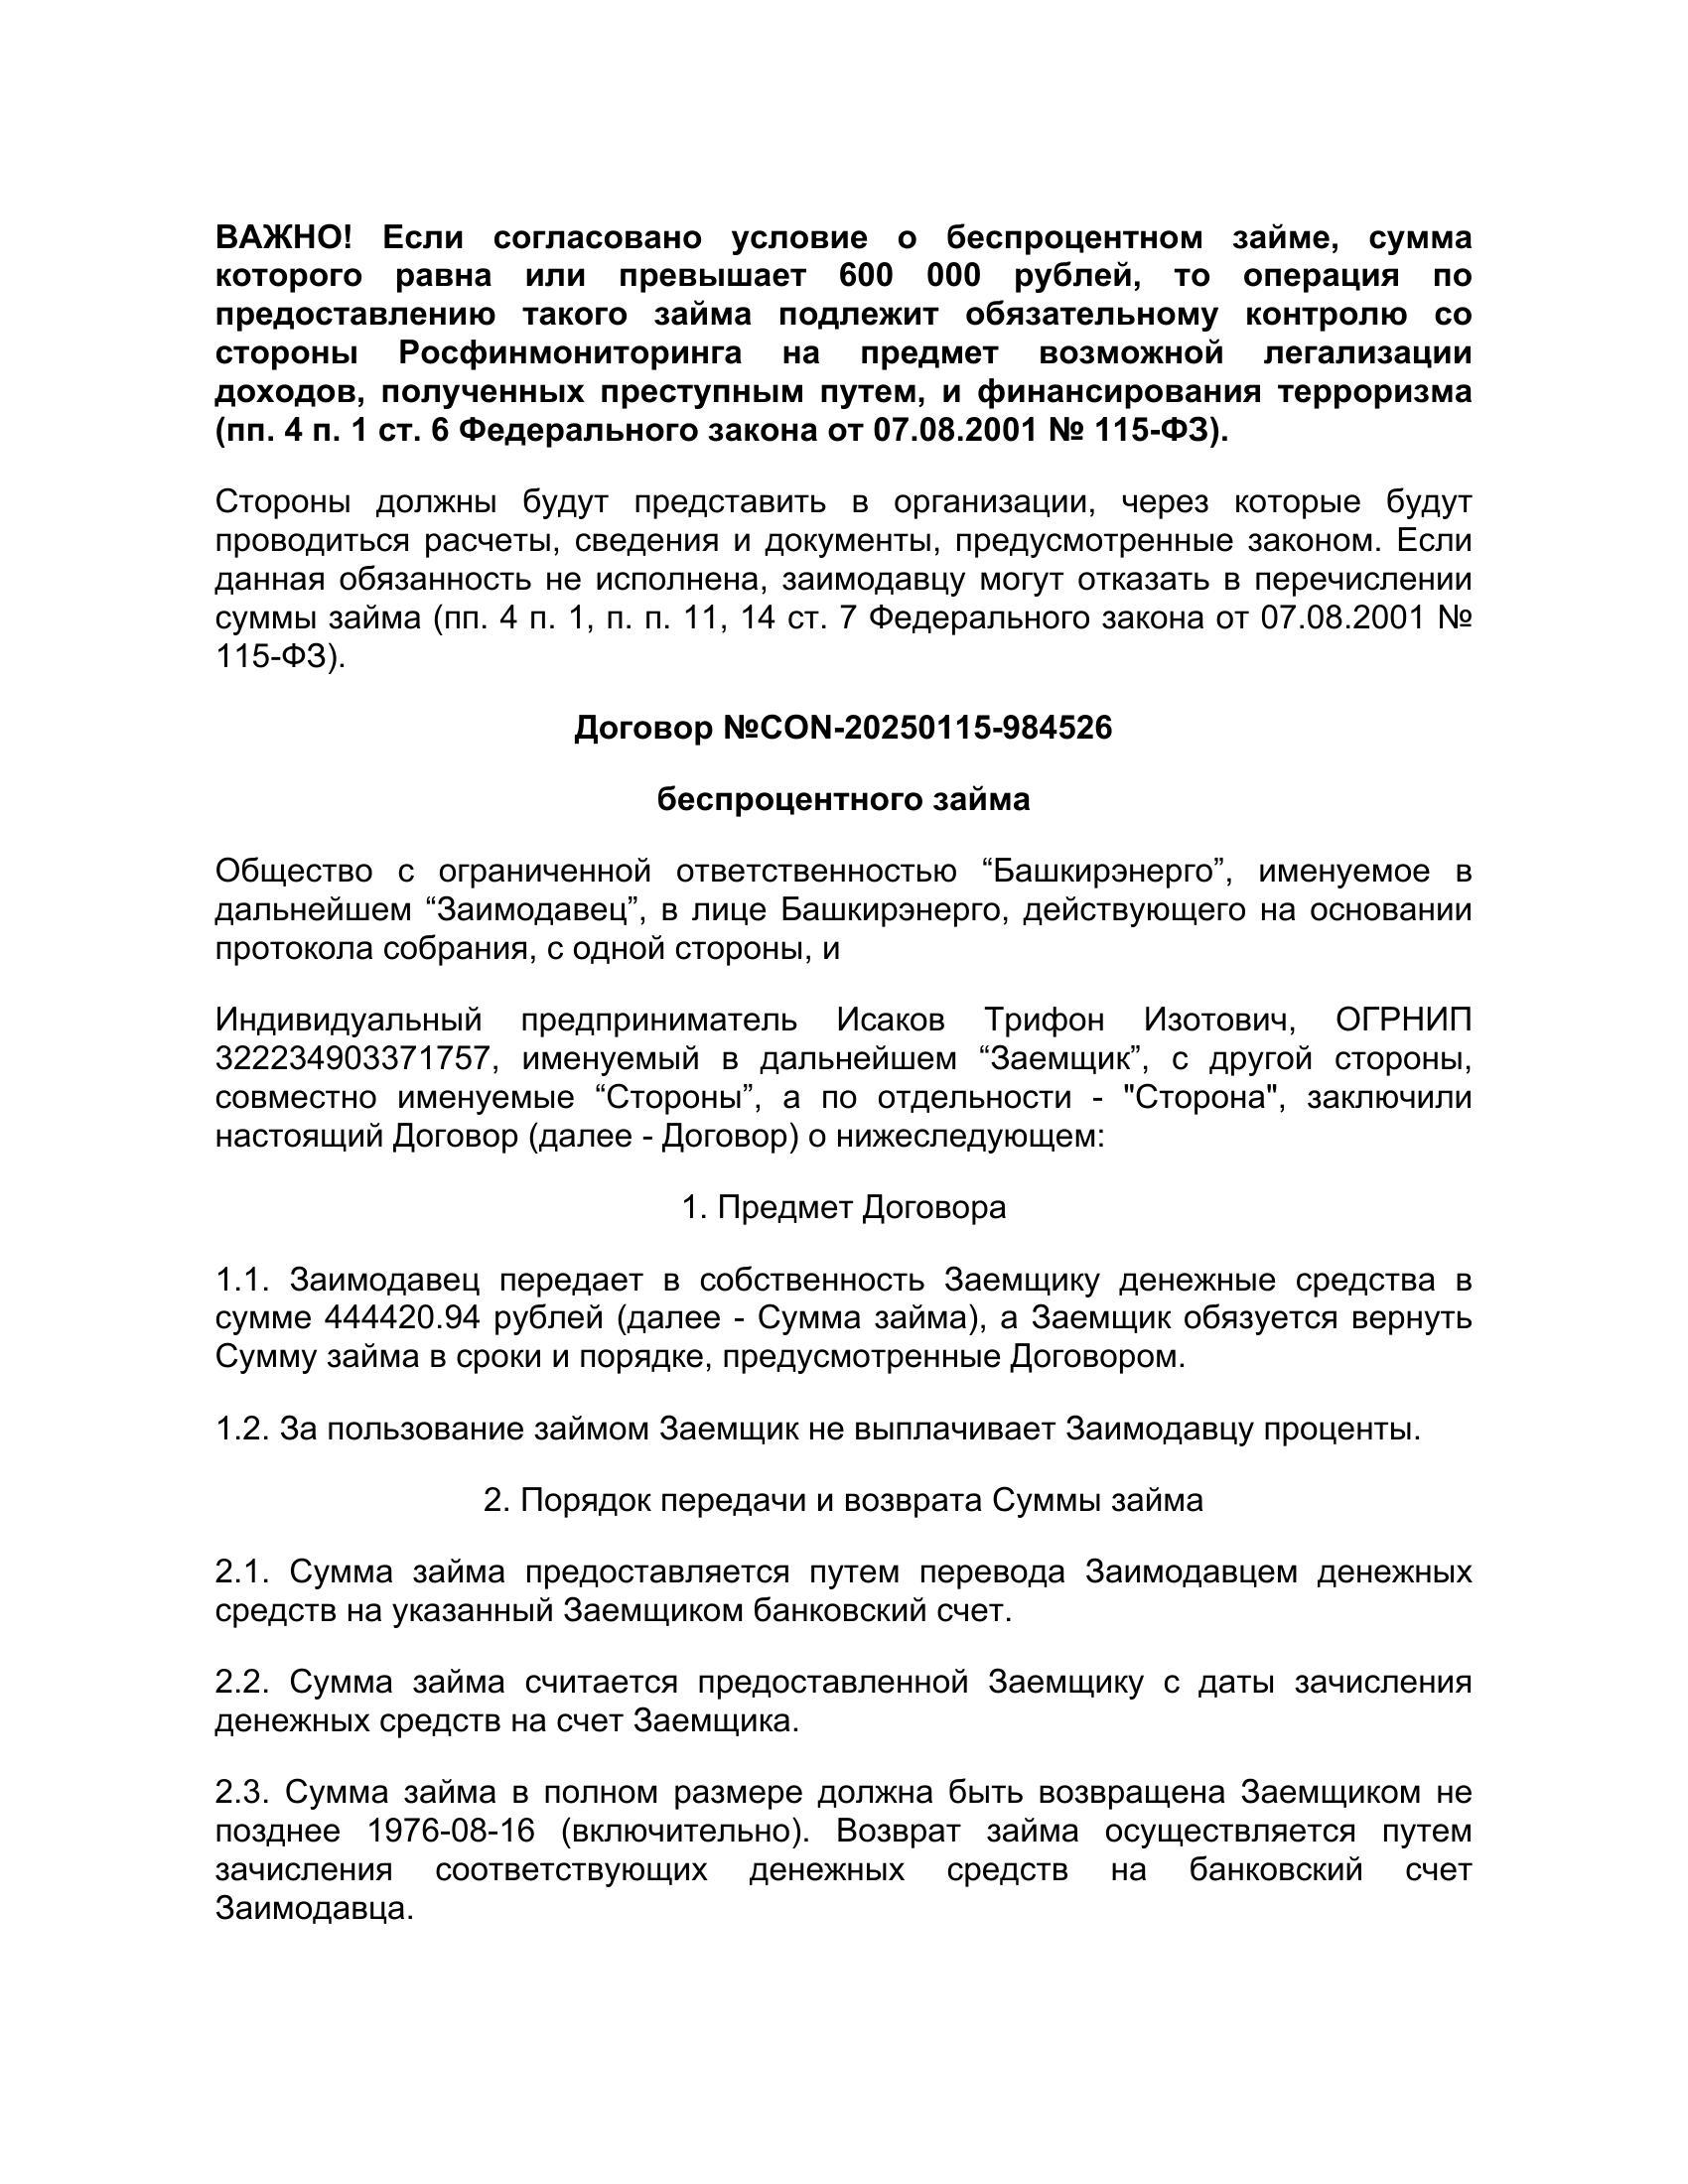 ВАЖНО! Если согласовано условие о беспроцентном займе, сумма
которого равна или превышает 600 000 рублей, то операция по
предоставлению такого займа подлежит обязательному контролю со
стороны Росфинмониторинга на предмет возможной легализации
доходов, полученных преступным путем, и финансирования терроризма
(пп. 4 п. 1 ст. 6 Федерального закона от 07.08.2001 № 115-ФЗ).
Стороны должны будут представить в организации, через которые будут
проводиться расчеты, сведения и документы, предусмотренные законом. Если
данная обязанность не исполнена, заимодавцу могут отказать в перечислении
суммы займа (пп. 4 п. 1, п. п. 11, 14 ст. 7 Федерального закона от 07.08.2001 №
115-ФЗ).
Договор №CON-20250115-984526
беспроцентного займа
Общество с ограниченной ответственностью “Башкирэнерго”, именуемое в
дальнейшем “Заимодавец”, в лице Башкирэнерго, действующего на основании
протокола собрания, с одной стороны, и
Индивидуальный предприниматель Исаков Трифон Изотович, ОГРНИП
322234903371757, именуемый в дальнейшем “Заемщик”, с другой стороны,
совместно именуемые “Стороны”, а по отдельности - "Сторона", заключили
настоящий Договор (далее - Договор) о нижеследующем:
1. Предмет Договора
1.1. Заимодавец передает в собственность Заемщику денежные средства в
сумме 444420.94 рублей (далее - Сумма займа), а Заемщик обязуется вернуть
Сумму займа в сроки и порядке, предусмотренные Договором.
1.2. За пользование займом Заемщик не выплачивает Заимодавцу проценты.
2. Порядок передачи и возврата Суммы займа
2.1. Сумма займа предоставляется путем перевода Заимодавцем денежных
средств на указанный Заемщиком банковский счет.
2.2. Сумма займа считается предоставленной Заемщику с даты зачисления
денежных средств на счет Заемщика.
2.3. Сумма займа в полном размере должна быть возвращена Заемщиком не
позднее 1976-08-16 (включительно). Возврат займа осуществляется путем
зачисления соответствующих денежных средств на банковский счет
Заимодавца.